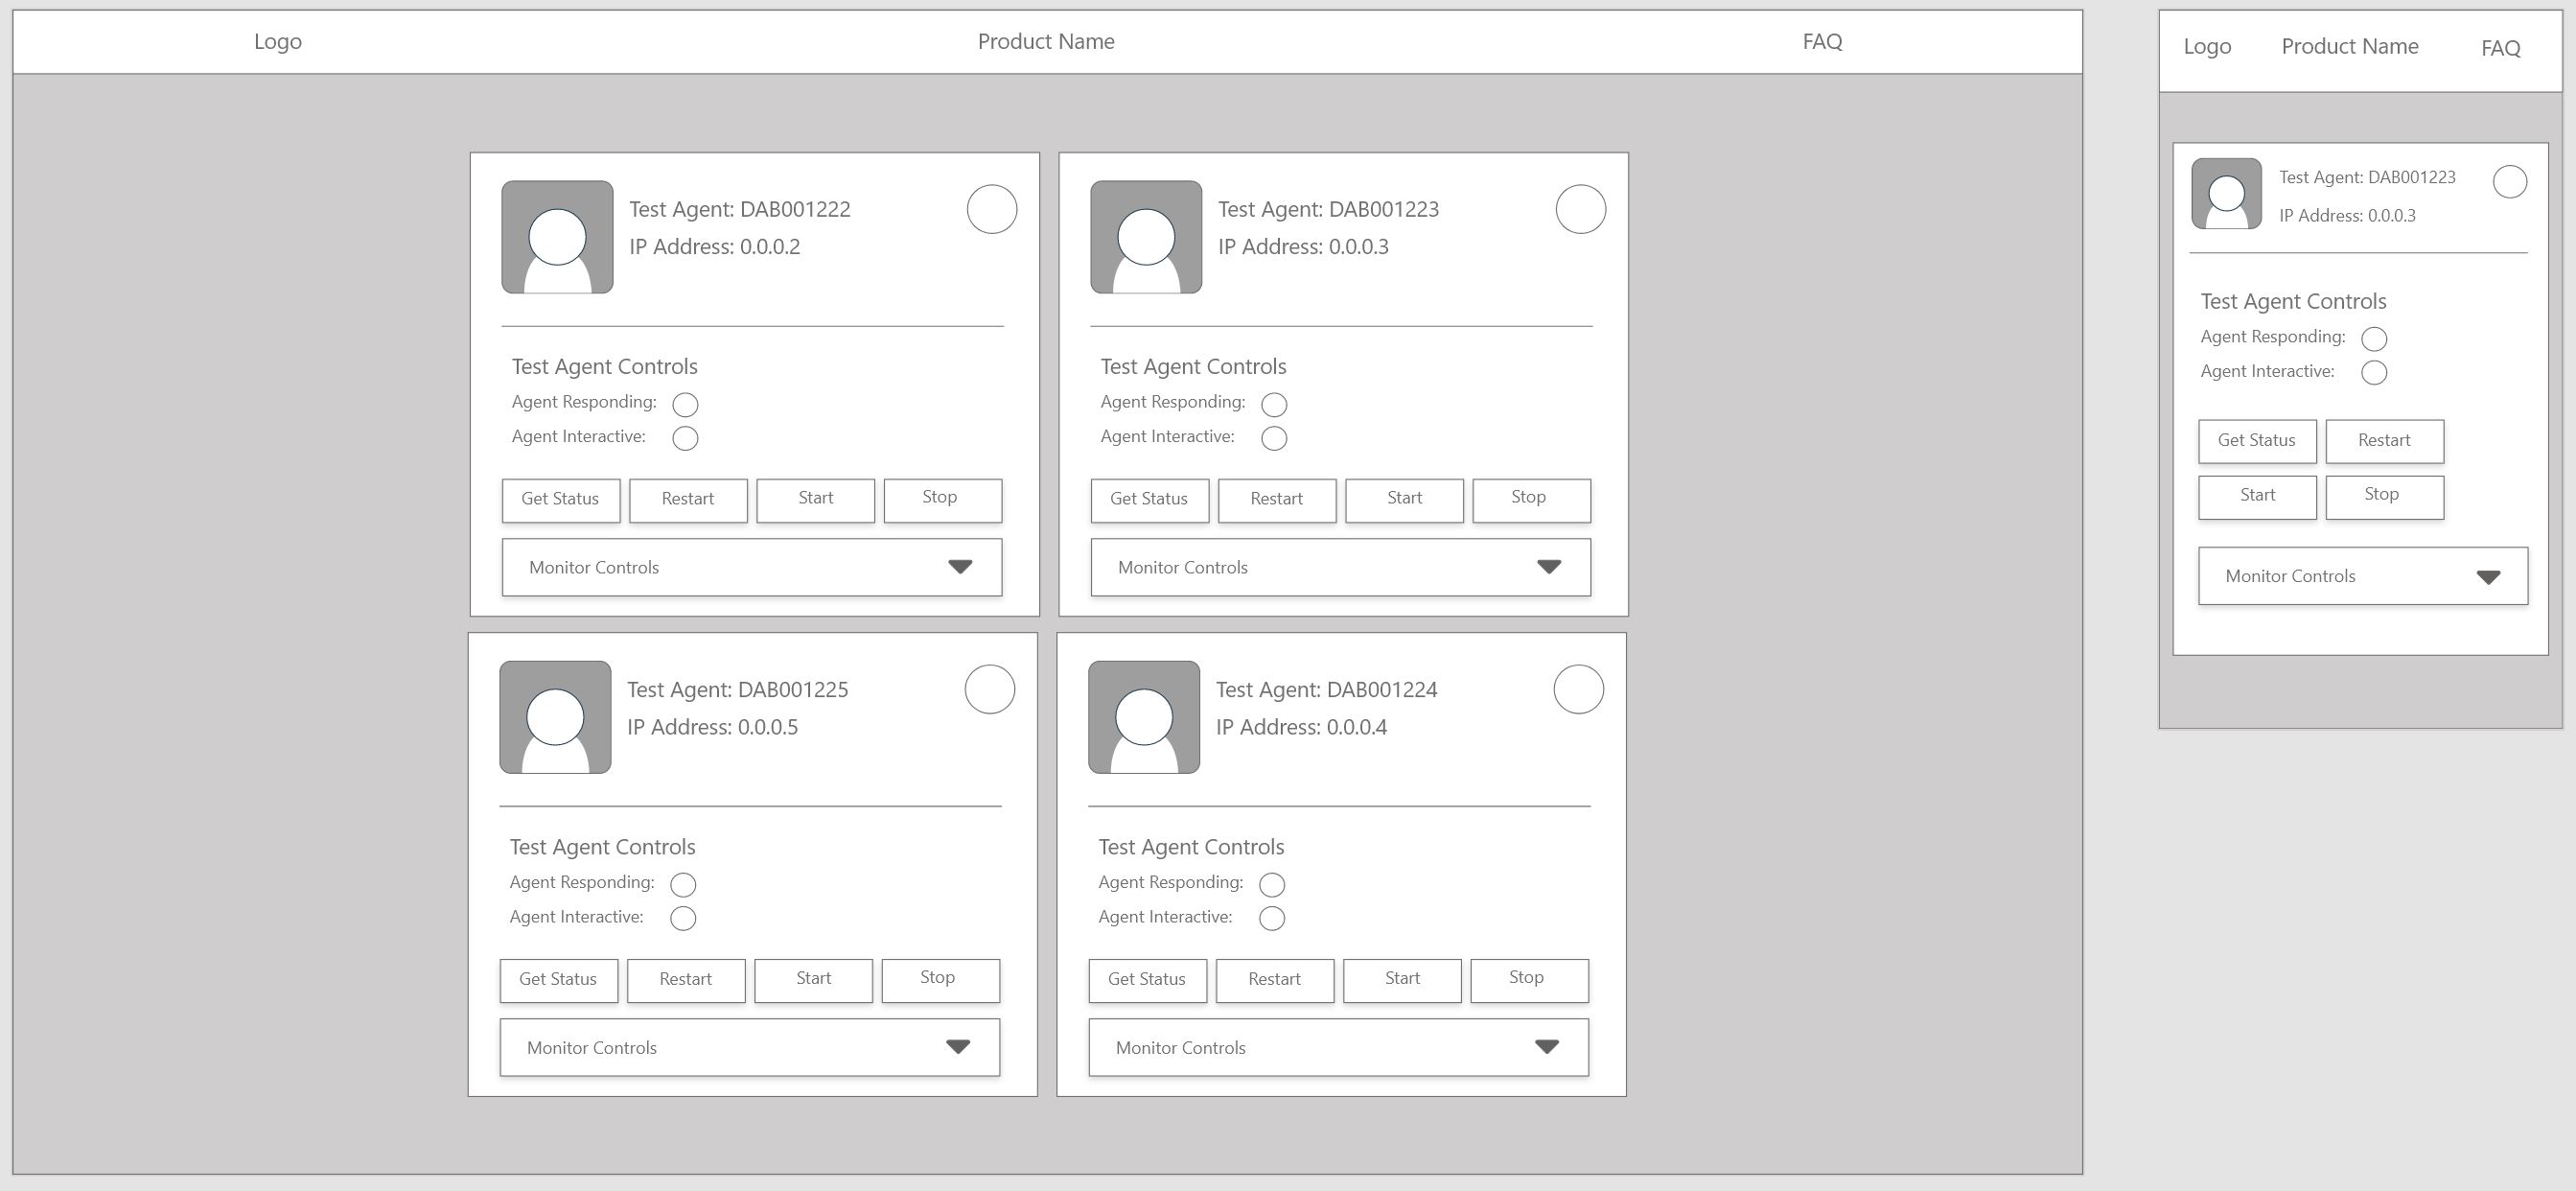 Logo
Product Name
FAQ
Test Agent: DAB001222
IP Address: 0.0.0.2
Test Agent Controls
Agent Responding:
Agent Interactive:
Get Status
Restart
Start
Stop
Monitor Controls
Test Agent: DAB001223
IP Address: 0.0.0.3
Test Agent Controls
Agent Responding:
Agent Interactive:
Get Status
Restart
Start
Stop
Monitor Controls
Test Agent: DAB001225
IP Address: 0.0.0.5
Test Agent Controls
Agent Responding:
Agent Interactive:
Get Status
Restart
Start
Stop
Monitor Controls
Test Agent: DAB001224
IP Address: 0.0.0.4
Test Agent Controls
Agent Responding:
Agent Interactive:
Get Status
Restart
Start
Stop
Monitor Controls
Logo
Product Name
FAQ
Test Agent: DAB001223
IP Address: 0.0.0.3
Test Agent Controls
Agent Responding:
Agent Interactive:
Get Status
Restart
Start
Stop
Monitor Controls